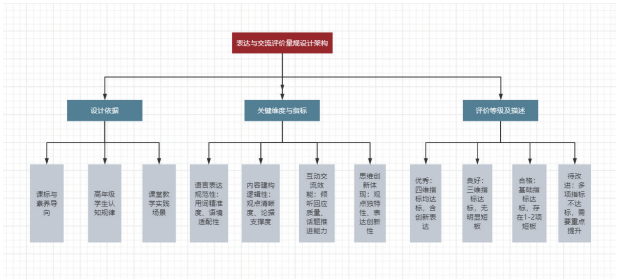 表达与交流评价量规设计架构
设计依据
关键维度与指标
评价等级及描述
课标与
素养导
向
高年级
学生认
知规律
课堂教
学实践
场景
语言表达
规范性:
用词精准
度、语境
适配性
内容建构
逻辑性:
观点清晰
度、论据
支撑度
互动交
流效
能:倾
听回应
质量、
话题推
进能力
思维创
新体
现:观
点独特
性、表
达创新
性
优秀:
四维指
标均达
标,含
创新表
达
良好:
三维指
标达
标,无
明显短
板
合格:
基础指
标达
标,存
在1-2项
短板
待改
进:多
项指标
不达
标,需
要重点
提升